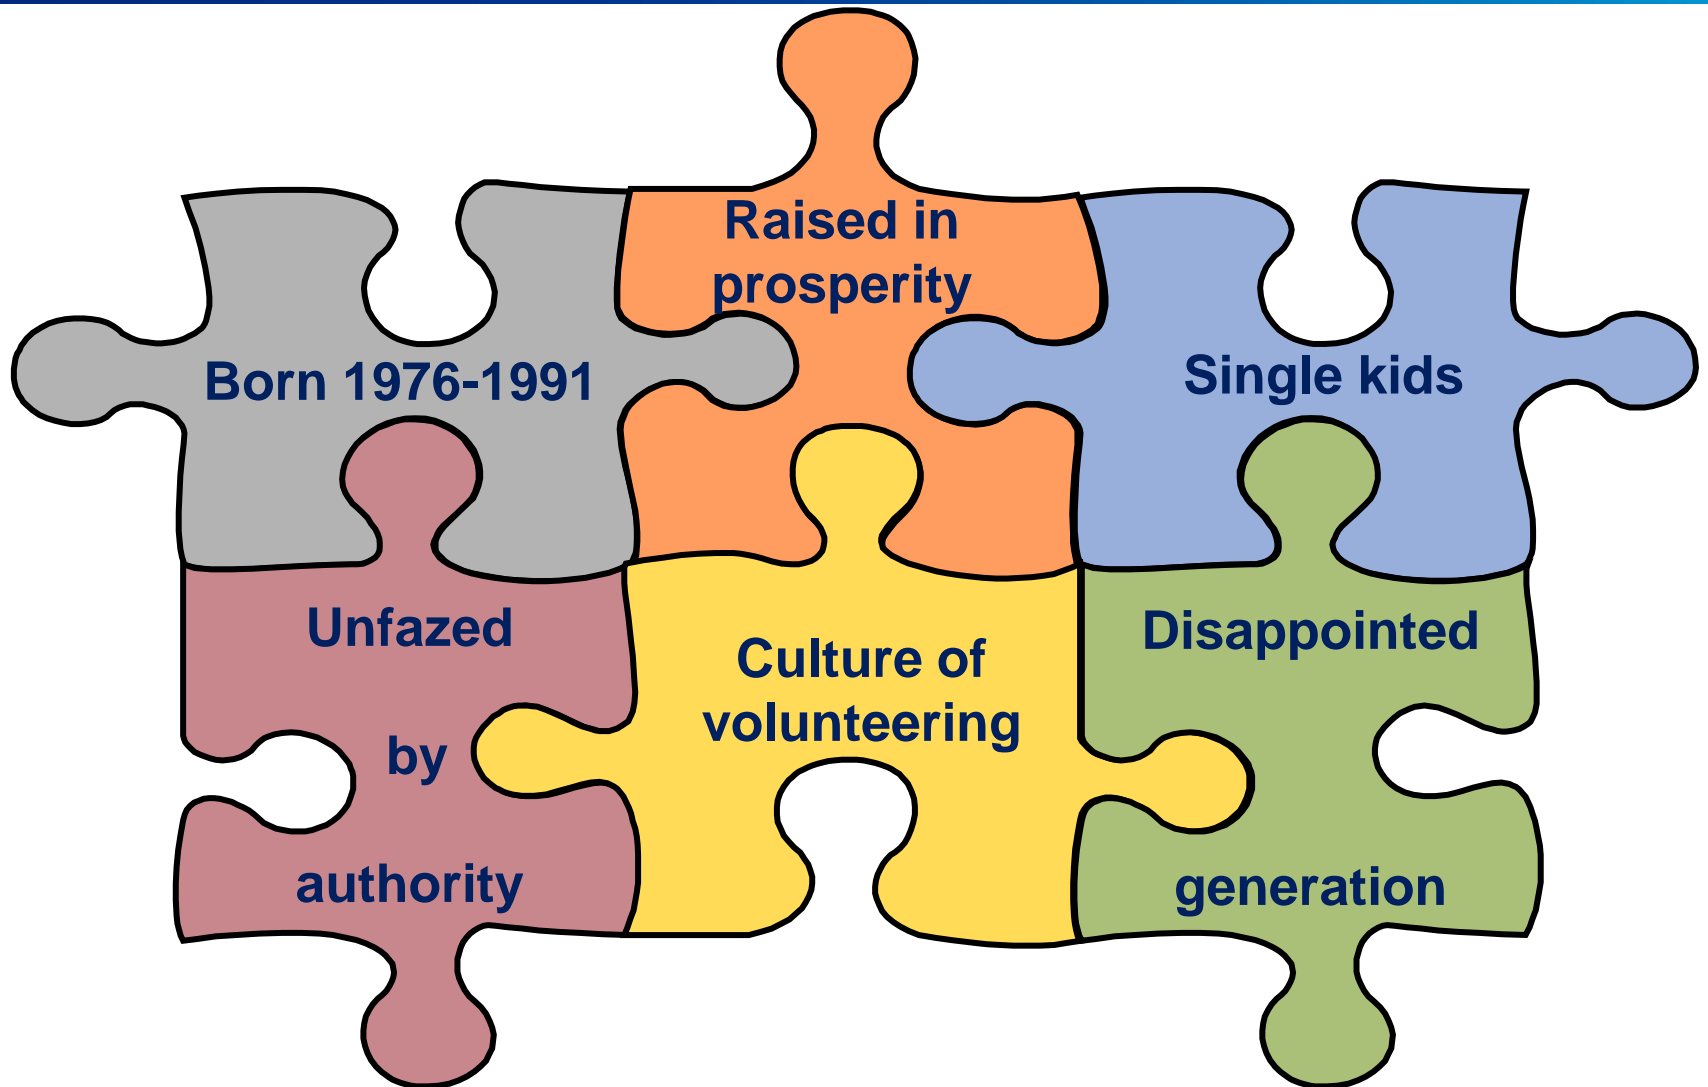 Raised in
prosperity
Born 1976-1991
Single kids
Unfazed
by
authority
Culture of
volunteering
Disappointed
generation